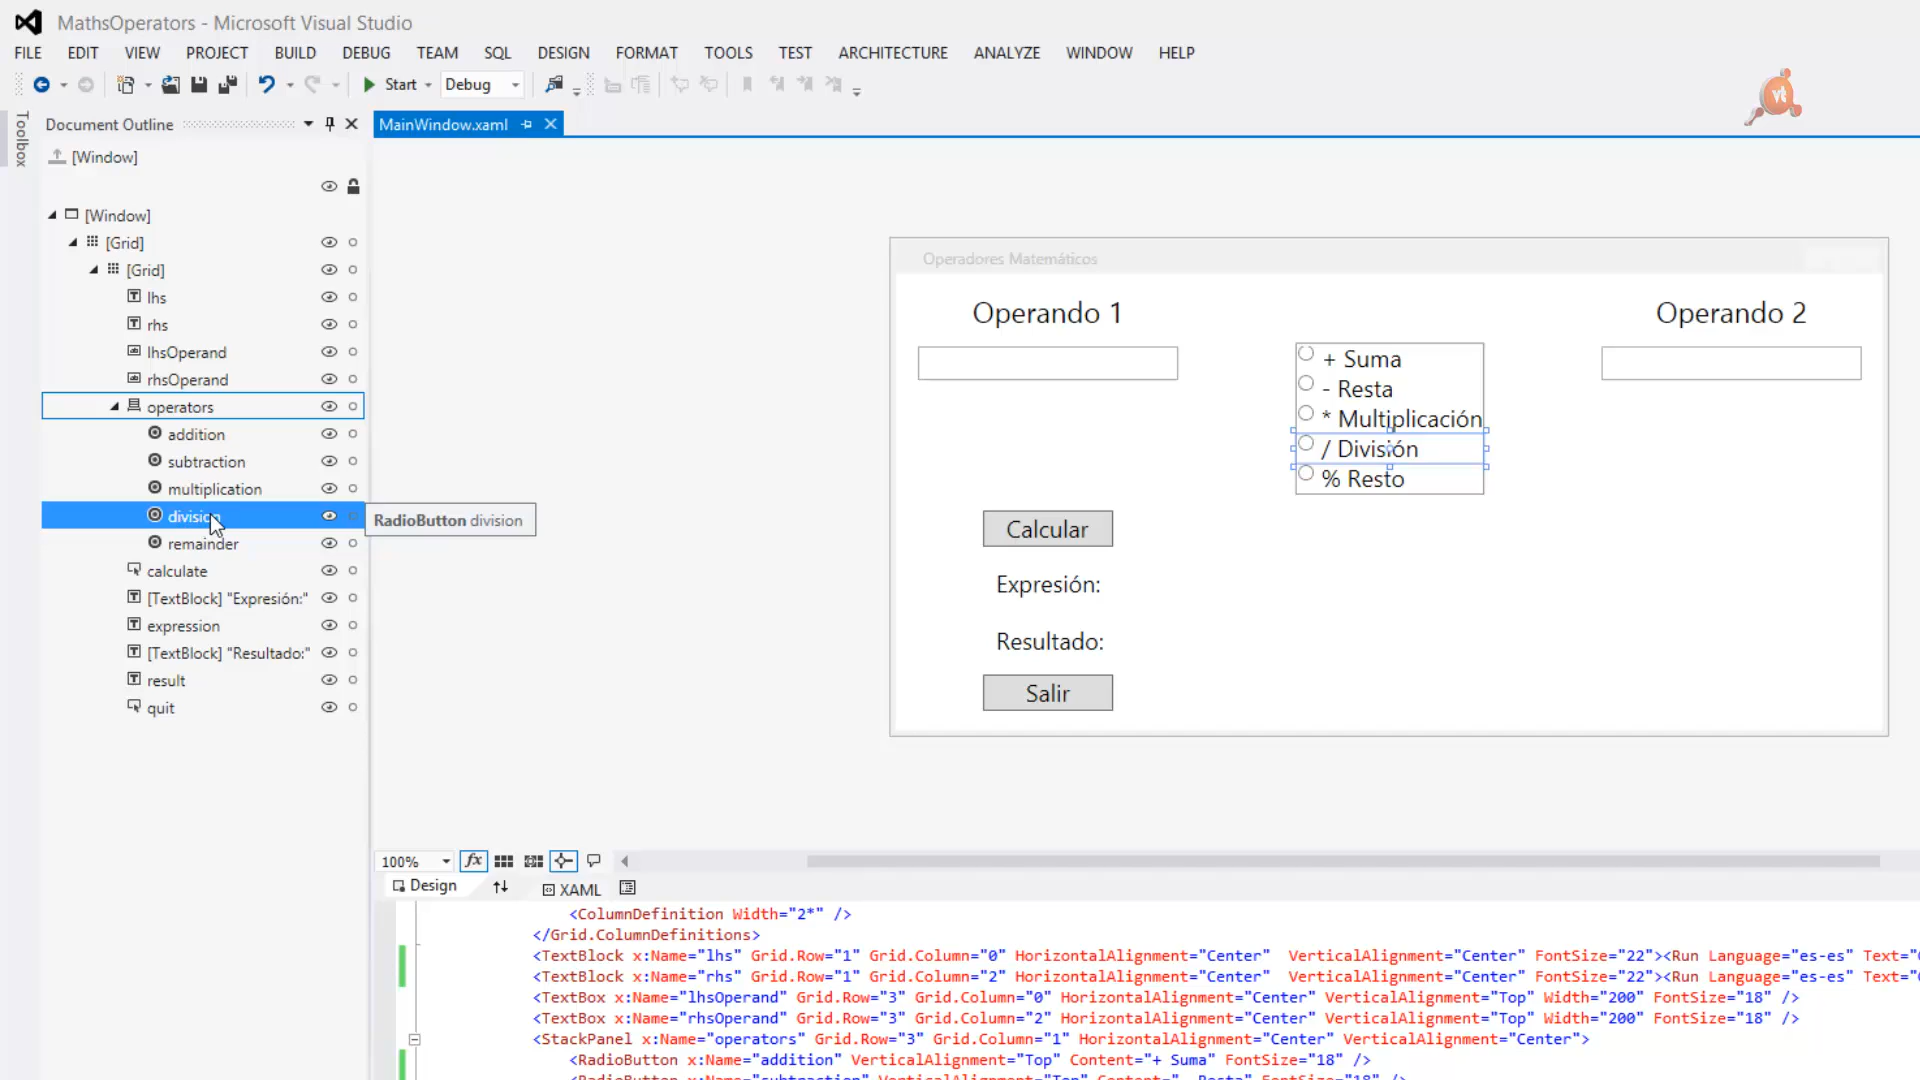 MathsOperators - Microsoft Visual Studio
FILE EDIT VIEW PROJECT BUILD DEBUG TEAM SQL DESIGN FORMAT TOOLS TEST ARCHITECTURE ANALYZE WINDOW HELP
Start Debug
vt
Toolbox
Document Outline
MainWindow.xaml
[Window]
[Window]
[Grid]
[Grid]
lhs
rhs
lhsOperand
rhsOperand
operators
addition
subtraction
multiplication
division
RadioButton division
remainder
calculate
[TextBlock] "Expresión:"
expression
[TextBlock] "Resultado:"
result
quit
Operadores Matemáticos
Operando 1
Operando 2
+ Suma
- Resta
* Multiplicación
/ División
% Resto
Calcular
Expresión:
Resultado:
Salir
100% fx
Design XAML
<ColumnDefinition Width="2*" />
</Grid.ColumnDefinitions>
<TextBlock x:Name="lhs" Grid.Row="1" Grid.Column="0" HorizontalAlignment="Center" VerticalAlignment="Center" FontSize="22"><Run Language="es-es" Text="
<TextBlock x:Name="rhs" Grid.Row="1" Grid.Column="2" HorizontalAlignment="Center" VerticalAlignment="Center" FontSize="22"><Run Language="es-es" Text="
<TextBox x:Name="lhsOperand" Grid.Row="3" Grid.Column="0" HorizontalAlignment="Center" VerticalAlignment="Top" Width="200" FontSize="18" />
<TextBox x:Name="rhsOperand" Grid.Row="3" Grid.Column="2" HorizontalAlignment="Center" VerticalAlignment="Top" Width="200" FontSize="18" />
<StackPanel x:Name="operators" Grid.Row="3" Grid.Column="1" HorizontalAlignment="Center" VerticalAlignment="Center">
<RadioButton x:Name="addition" VerticalAlignment="Top" Content="+ Suma" FontSize="18" />